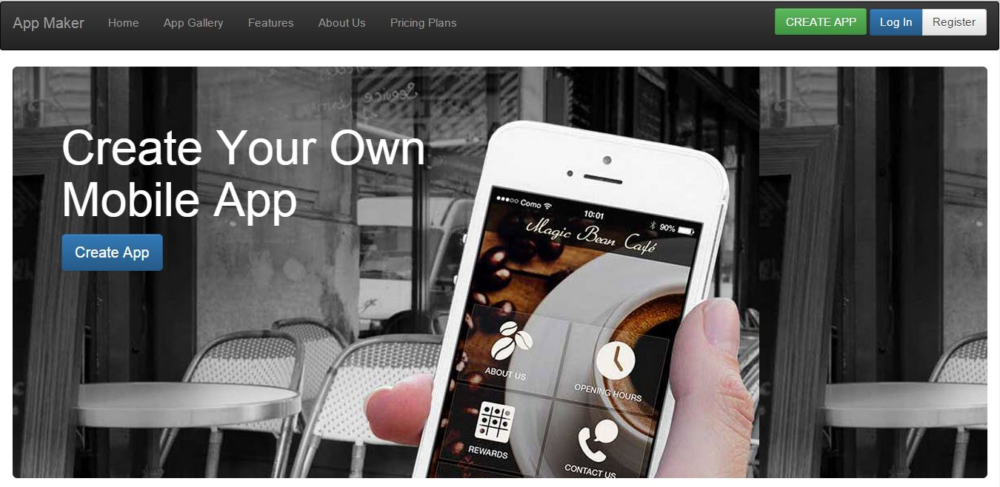 App Maker Home App Gallery Features About Us Pricing Plans CREATE APP Log In Register
Service
Create Your Own
Mobile App
Create App
Como 10:01 90%
Magic Bean Café
ABOUT US OPENING HOURS
REWARDS CONTACT US